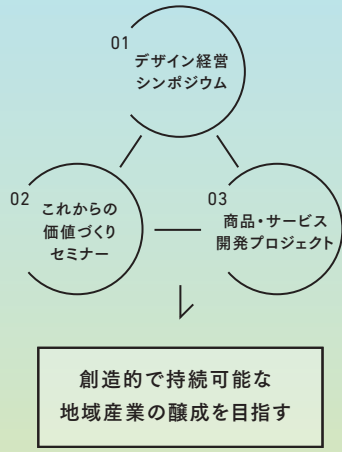 01
デザイン経営
シンポジウム
02
これからの
価値づくり
セミナー
03
商品・サービス
開発プロジェクト
創造的で持続可能な
地域産業の醸成を目指す